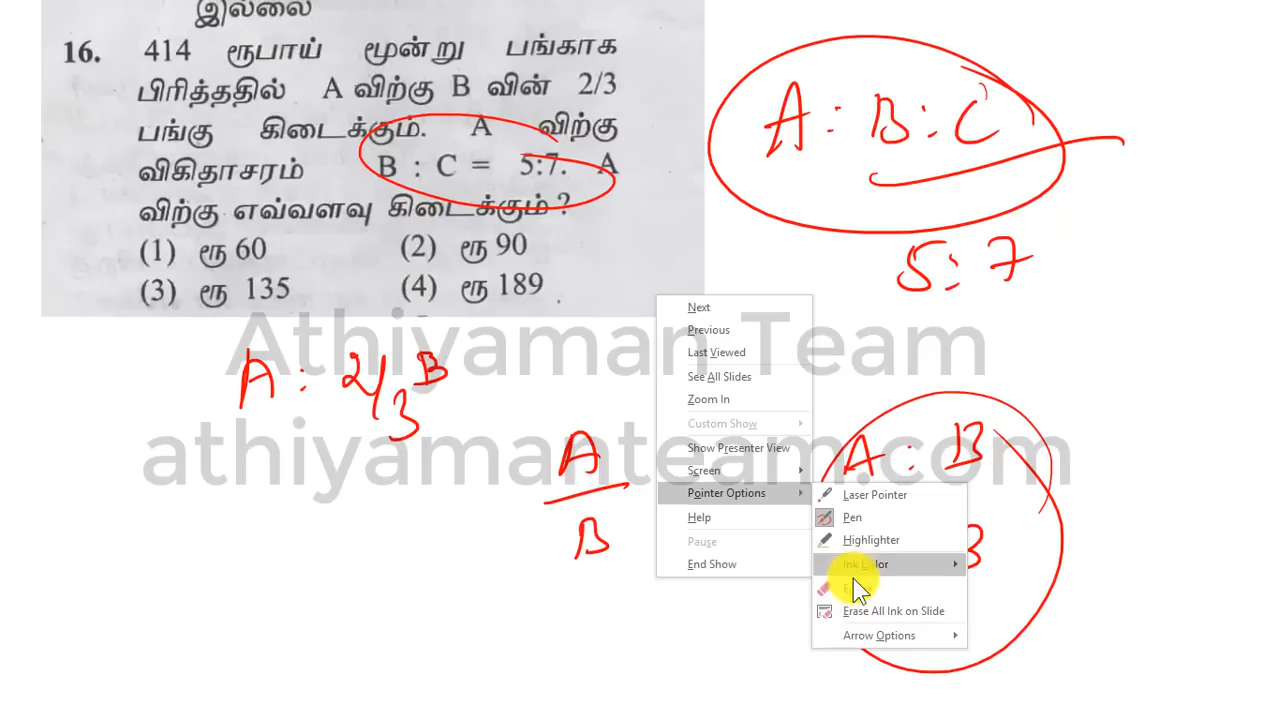 இல்லை
16. 414 ரூபாய் மூன்று பங்காக
பிரித்ததில் A விற்கு B வின் 2/3
பங்கு கிடைக்கும். A விற்கு
விகிதாசரம் B : C = 5:7. A
விற்கு எவ்வளவு கிடைக்கும் ?
(1) ரூ 60 (2) ரூ 90
(3) ரூ 135 (4) ரூ 189
A : B : C
5 : 7
Athiyaman Team
athiyamanteam.com
A : 2/3 B
A
B
A : B
3
Next
Previous
Last Viewed
See All Slides
Zoom In
Custom Show
Show Presenter View
Screen
Pointer Options
Help
Pause
End Show
Laser Pointer
Pen
Highlighter
Ink Color
Erase All Ink on Slide
Arrow Options